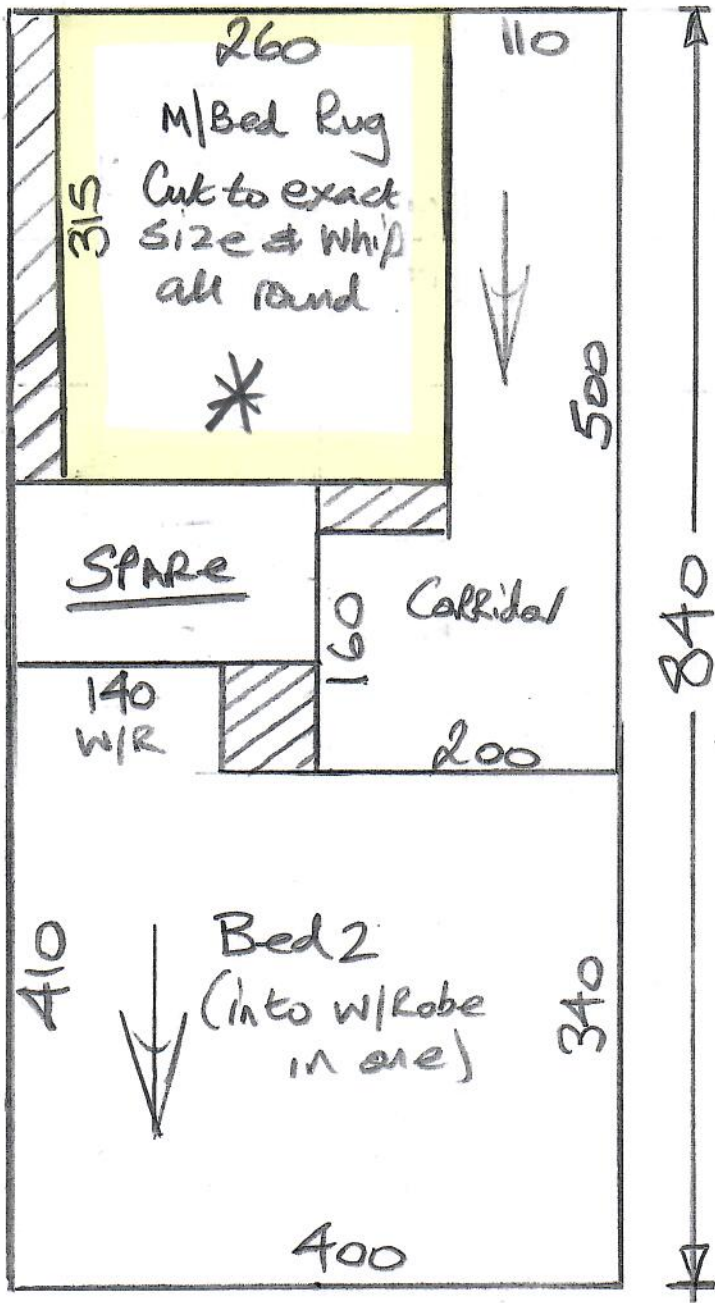 260
110
M/Bed Rug
Cut to exact
size & whip
all round
315
*
500
SPARE
Corridor
160
840
140
W/R
200
Bed 2
(into W/Robe
in one)
410
340
400